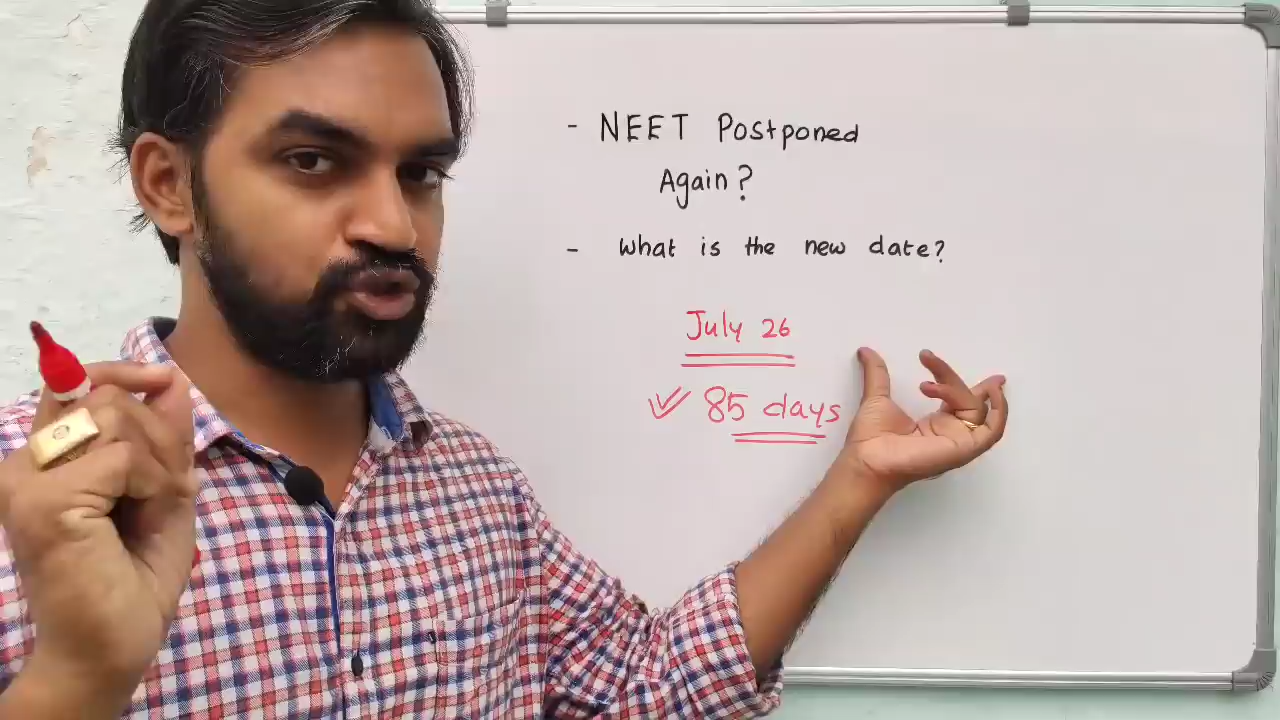 - NEET Postponed
Again?
- What is the new date?
July 26
85 days